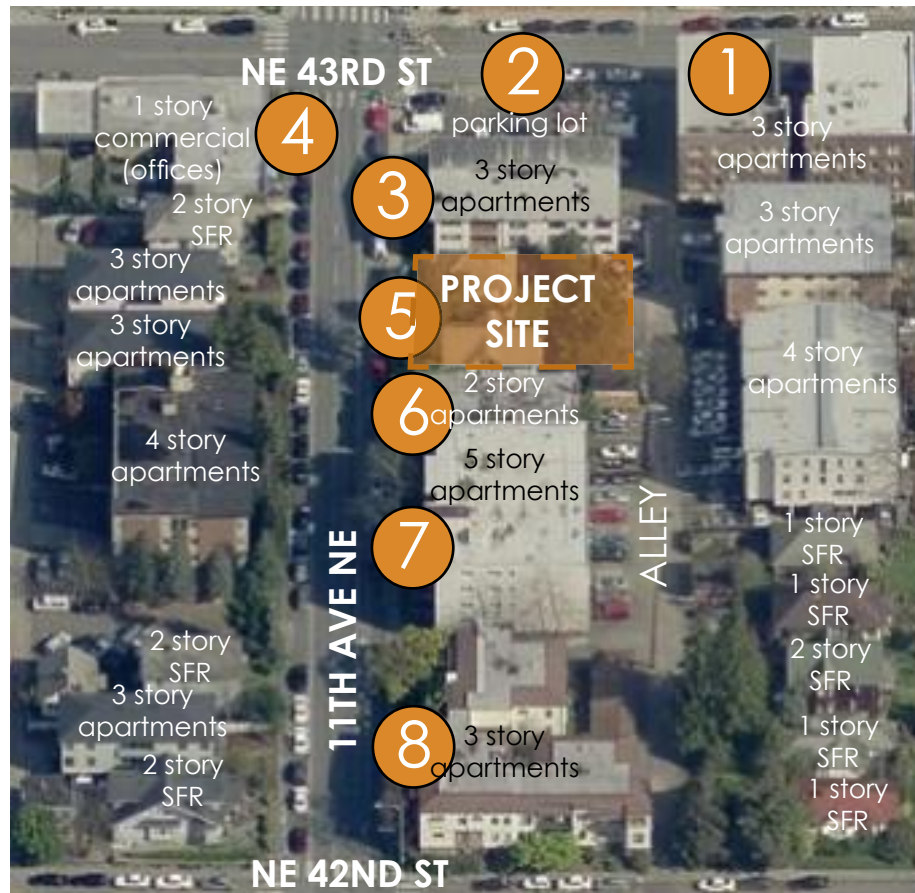 NE 43RD ST
2
1
1 story
commercial
(offices)
4
parking lot
3 story
apartments
3
3 story
apartments
2 story
SFR
3 story
apartments
3 story
apartments
5
PROJECT
SITE
3 story
apartments
4 story
apartments
6
2 story
apartments
4 story
apartments
5 story
apartments
7
ALLEY
11TH AVE NE
1 story
SFR
1 story
SFR
2 story
SFR
2 story
SFR
3 story
apartments
8
3 story
apartments
1 story
SFR
2 story
SFR
1 story
SFR
NE 42ND ST